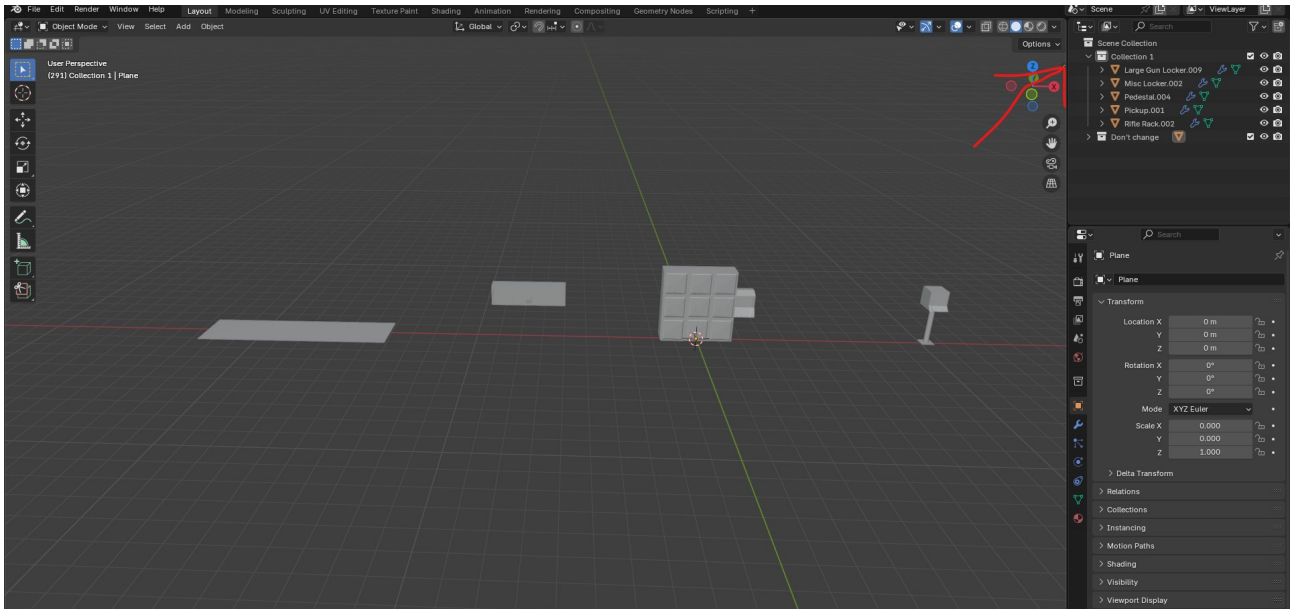 File Edit Render Window Help Layout Modeling Sculpting UV Editing Texture Paint Shading Animation Rendering Compositing Geometry Nodes Scripting + Scene ViewLayer
Object Mode View Select Add Object Global Search
Options
User Perspective
(291) Collection 1 | Plane
Z
X
Scene Collection
Collection 1
Large Gun Locker.009
Misc Locker.002
Pedestal.004
Pickup.001
Rifle Rack.002
Don't change
Search
Plane
Plane
Transform
Location X 0 m
Y 0 m
Z 0 m
Rotation X 0°
Y 0°
Z 0°
Mode XYZ Euler
Scale X 0.000
Y 0.000
Z 1.000
Delta Transform
Relations
Collections
Instancing
Motion Paths
Shading
Visibility
Viewport Display